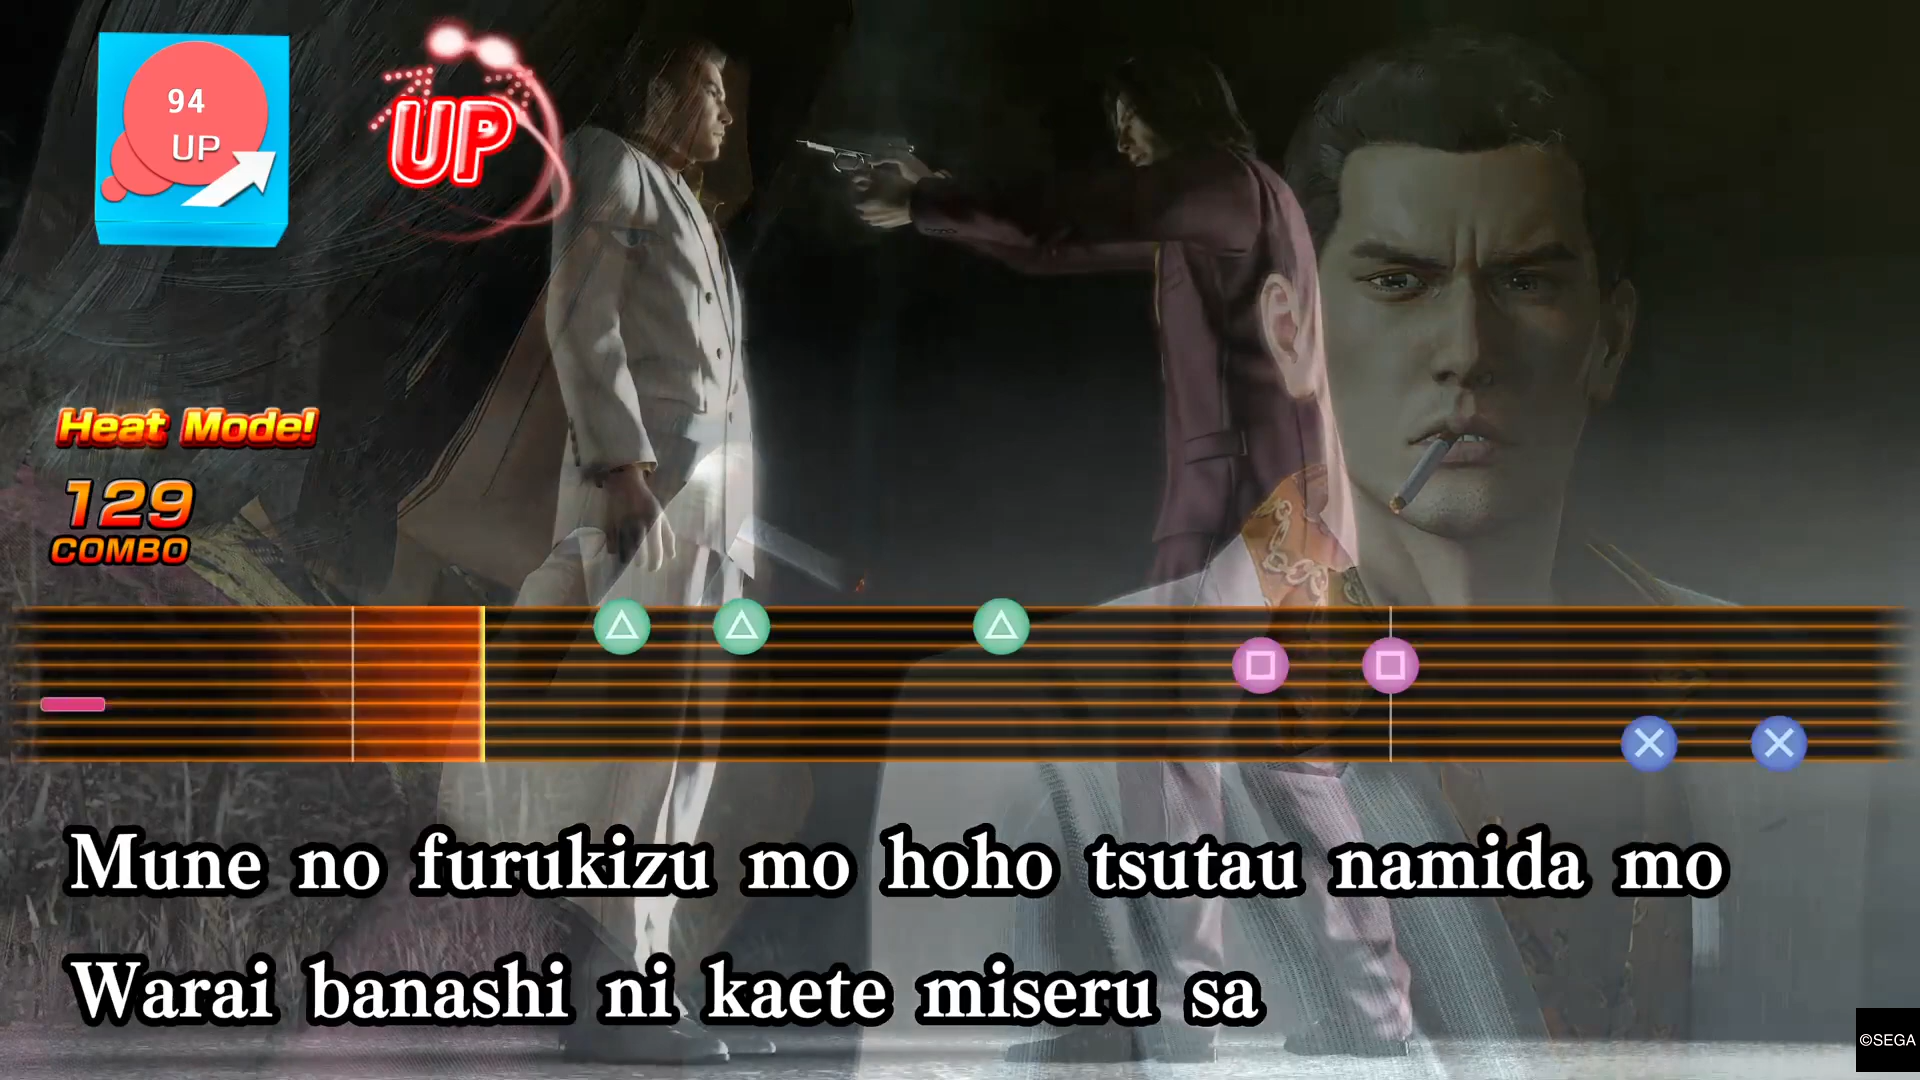 94
UP
UP
Heat Mode!
129
COMBO
Mune no furukizu mo hoho tsutau namida mo
Warai banashi ni kaete miseru sa
©SEGA